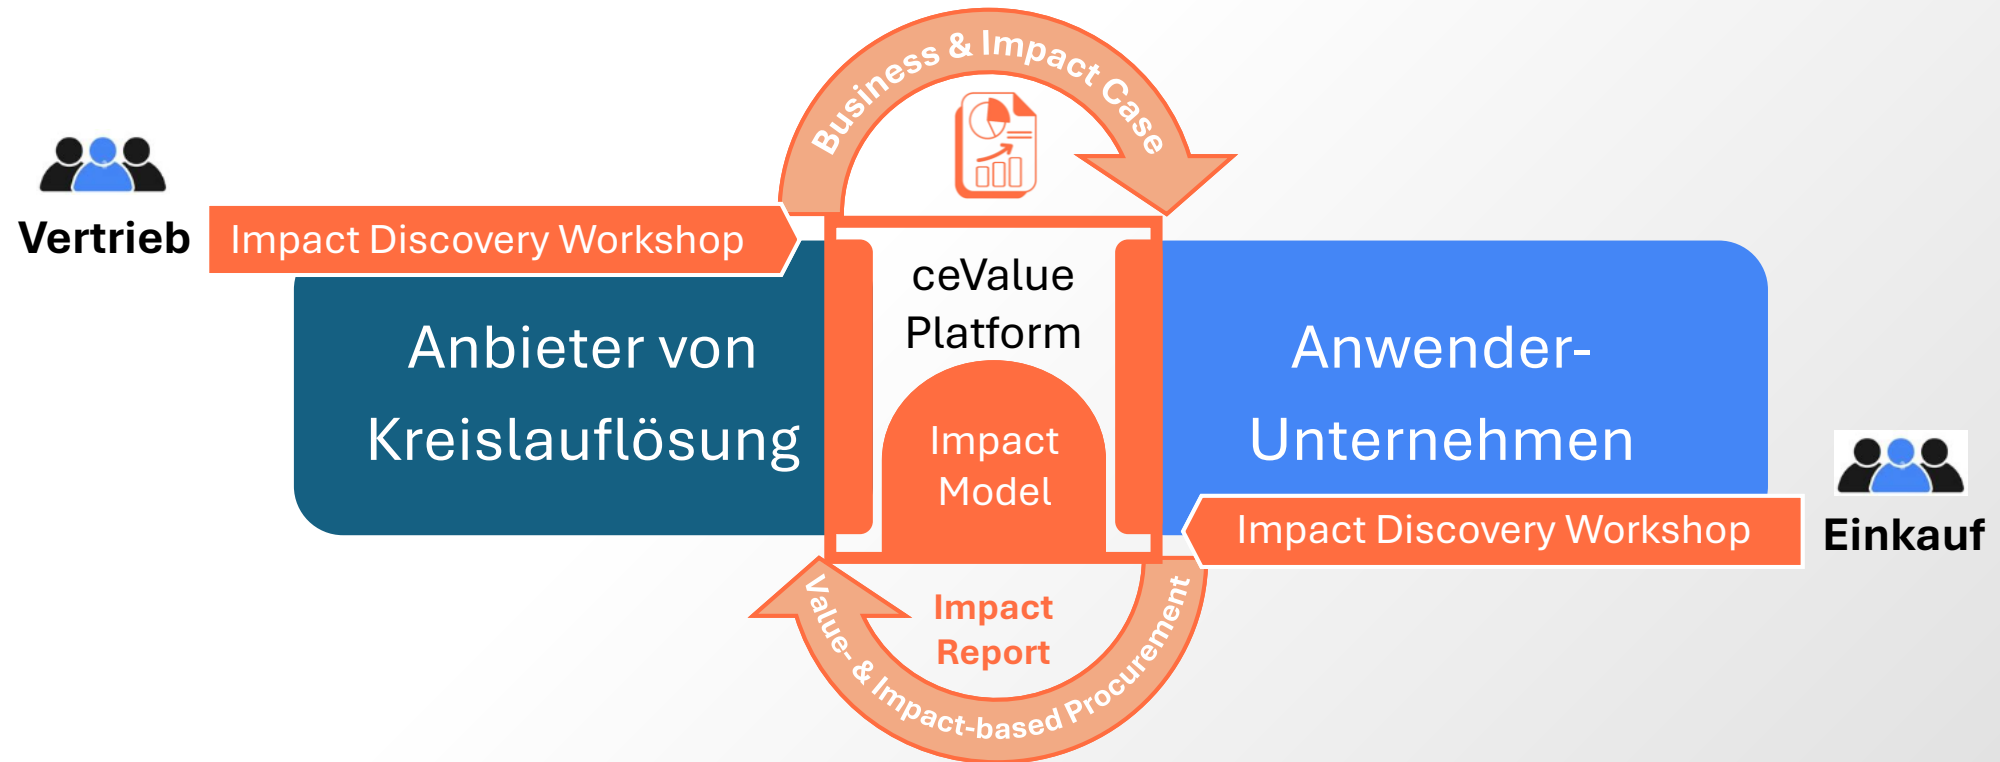 Business & Impact Case
Vertrieb
Impact Discovery Workshop
ceValue
Platform
Anbieter von
Kreislauflösung
Anwender-
Unternehmen
Impact
Model
Impact Discovery Workshop
Einkauf
Impact
Report
Value- & Impact-based Procurement